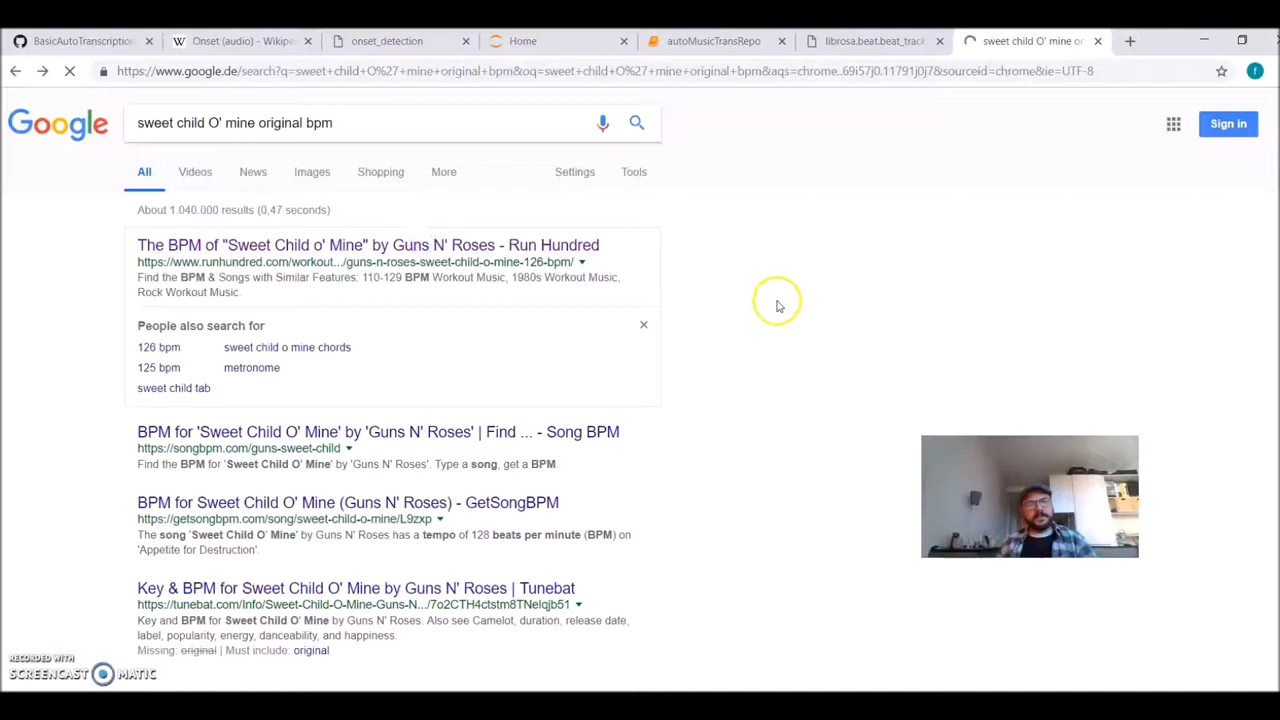 BasicAutoTranscription
Onset (audio) - Wikipe
onset_detection
Home
autoMusicTransRepo
librosa.beat.beat_track
sweet child O' mine or
https://www.google.de/search?q=sweet+child+O%27+mine+original+bpm&oq=sweet+child+O%27+mine+original+bpm&aqs=chrome..69i57j0.11791j0j7&sourceid=chrome&ie=UTF-8
f
Google
sweet child O' mine original bpm
Sign in
All Videos News Images Shopping More Settings Tools
About 1.040.000 results (0,47 seconds)
The BPM of "Sweet Child o' Mine" by Guns N' Roses - Run Hundred
https://www.runhundred.com/workout.../guns-n-roses-sweet-child-o-mine-126-bpm/
Find the BPM & Songs with Similar Features: 110-129 BPM Workout Music, 1980s Workout Music,
Rock Workout Music.
People also search for
126 bpm sweet child o mine chords
125 bpm metronome
sweet child tab
BPM for 'Sweet Child O' Mine' by 'Guns N' Roses' | Find ... - Song BPM
https://songbpm.com/guns-sweet-child
Find the BPM for 'Sweet Child O' Mine' by 'Guns N' Roses'. Type a song, get a BPM.
BPM for Sweet Child O' Mine (Guns N' Roses) - GetSongBPM
https://getsongbpm.com/song/sweet-child-o-mine/L9zxp
The song 'Sweet Child O' Mine' by Guns N' Roses has a tempo of 128 beats per minute (BPM) on
'Appetite for Destruction'.
Key & BPM for Sweet Child O' Mine by Guns N' Roses | Tunebat
https://tunebat.com/Info/Sweet-Child-O-Mine-Guns-N.../7o2CTH4ctstm8TNelqjb51
Key and BPM for Sweet Child O' Mine by Guns N' Roses. Also see Camelot, duration, release date,
label, popularity, energy, danceability, and happiness.
Missing: original | Must include: original
RECORDED WITH
SCREENCAST MATIC